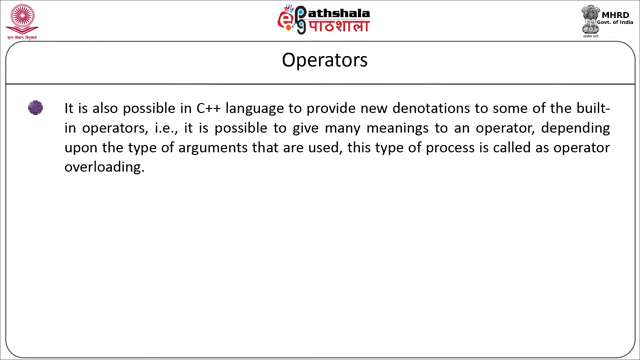 ePathshala
पाठशाला
MHRD
Govt. of India
Operators
It is also possible in C++ language to provide new denotations to some of the built-
in operators, i.e., it is possible to give many meanings to an operator, depending
upon the type of arguments that are used, this type of process is called as operator
overloading.